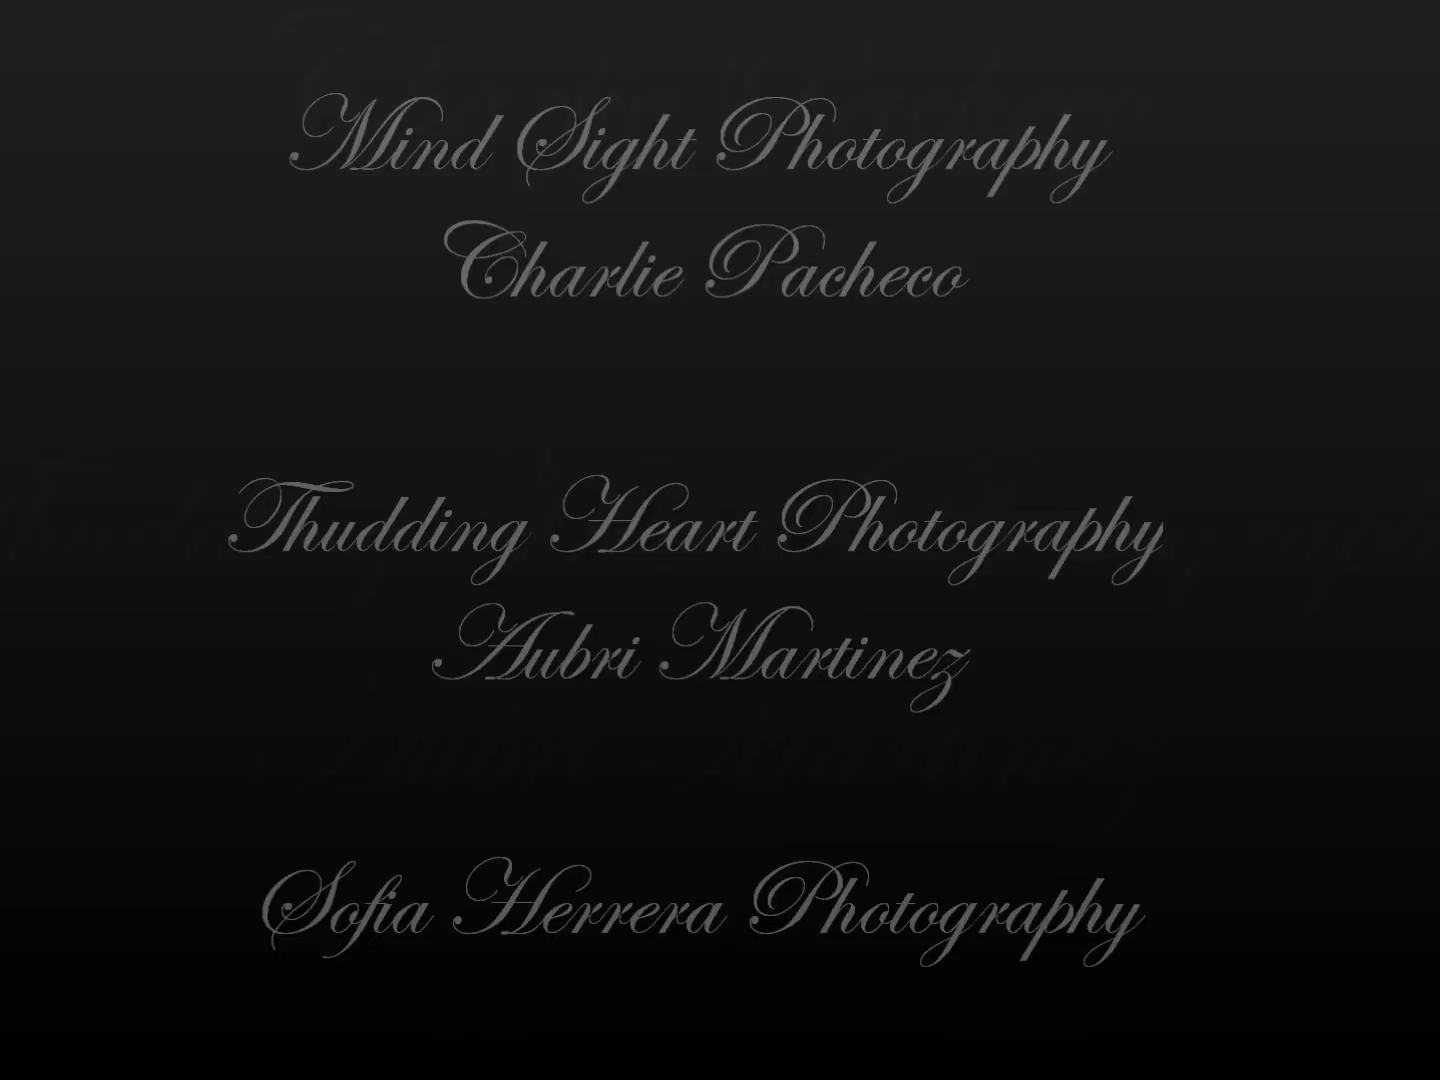 Mind Sight Photography
Charlie Pacheco
Thudding Heart Photography
Aubri Martinez
Sofia Herrera Photography